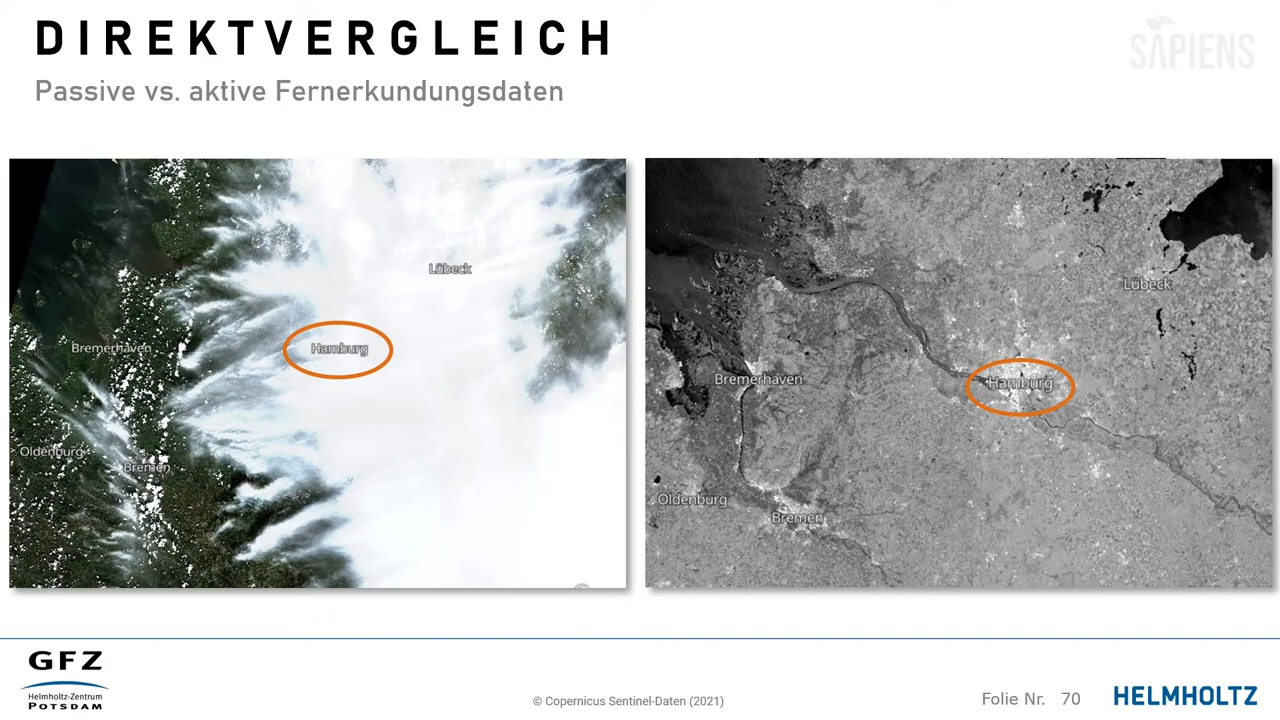 DIREKTVERGLEICH
SAPIENS
Passive vs. aktive Fernerkundungsdaten
Lübeck
Hamburg
Bremerhaven
Oldenburg
Bremen
Lübeck
Bremerhaven
Hamburg
Oldenburg
Bremen
GFZ
Helmholtz-Zentrum
POTSDAM
© Copernicus Sentinel-Daten (2021)
Folie Nr. 70
HELMHOLTZ